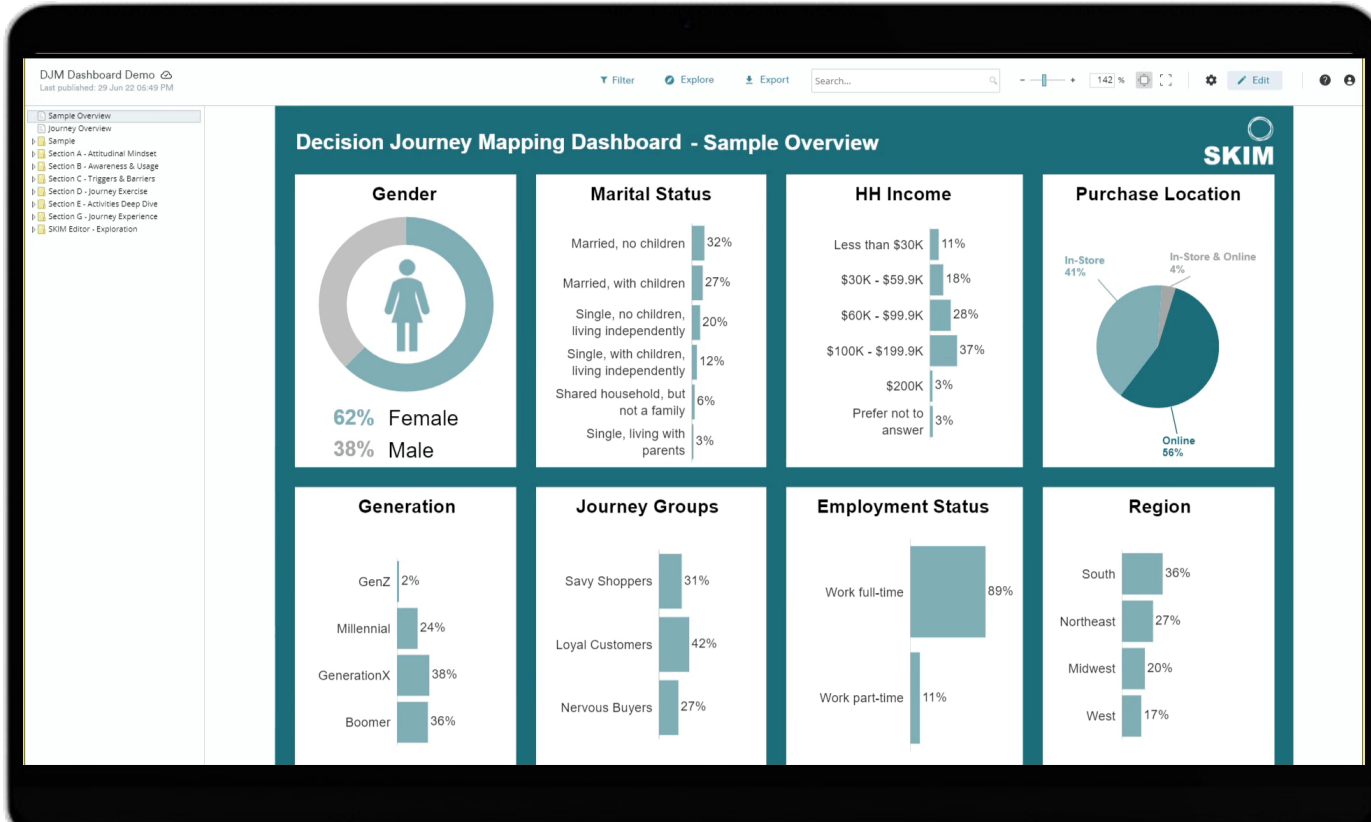 DJM Dashboard Demo
Last published: 29 Jun 22 05:49 PM
Filter
Explore
Export
Search...
-
+
142 %
Edit
Sample Overview
Journey Overview
Sample
Section A - Attitudinal Mindset
Section B - Awareness & Usage
Section C - Triggers & Barriers
Section D - Journey Exercise
Section E - Activities Deep Dive
Section G - Journey Experience
SKIM Editor - Exploration
Decision Journey Mapping Dashboard - Sample Overview
SKIM
Gender
62% Female
38% Male
Marital Status
Married, no children 32%
Married, with children 27%
Single, no children,
living independently 20%
Single, with children,
living independently 12%
Shared household, but
not a family 6%
Single, living with
parents 3%
HH Income
Less than $30K 11%
$30K - $59.9K 18%
$60K - $99.9K 28%
$100K - $199.9K 37%
$200K 3%
Prefer not to
answer 3%
Purchase Location
In-Store & Online
4%
In-Store
41%
Online
56%
Generation
GenZ 2%
Millennial 24%
GenerationX 38%
Boomer 36%
Journey Groups
Savy Shoppers 31%
Loyal Customers 42%
Nervous Buyers 27%
Employment Status
Work full-time 89%
Work part-time 11%
Region
South 36%
Northeast 27%
Midwest 20%
West 17%